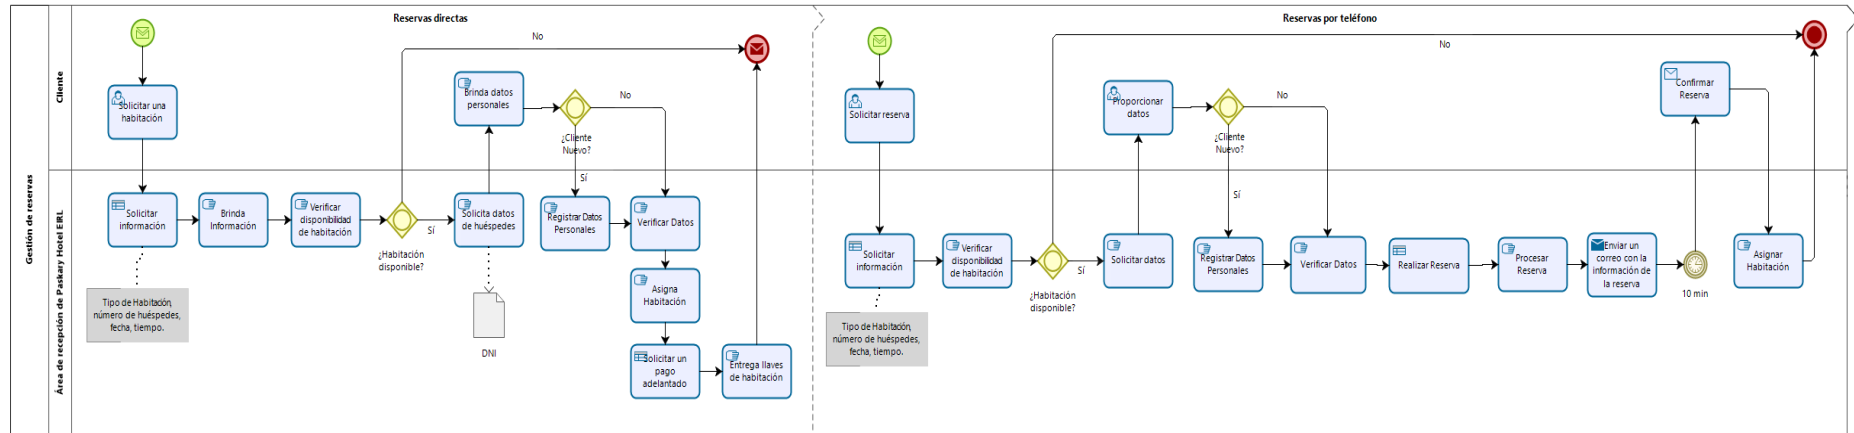 Gestión de reservas
Cliente
Área de recepción de Paskary Hotel EIRL
Reservas directas
Solicitar una
habitación
No
Brinda datos
personales
No
¿Cliente
Nuevo?
Sí
Solicitar
información
Brinda
Información
Verificar
disponibilidad
de habitación
Sí
¿Habitación
disponible?
Solicita datos
de huéspedes
Registrar Datos
Personales
Verificar Datos
Tipo de Habitación,
número de huéspedes,
fecha, tiempo.
DNI
Asigna
Habitación
Solicitar un
pago
adelantado
Entrega llaves
de habitación
Reservas por teléfono
Solicitar reserva
No
Proporcionar
datos
No
¿Cliente
Nuevo?
Sí
Confirmar
Reserva
Solicitar
información
Verificar
disponibilidad
de habitación
Sí
¿Habitación
disponible?
Solicitar datos
Registrar Datos
Personales
Verificar Datos
Realizar Reserva
Procesar
Reserva
Enviar un
correo con la
información de
la reserva
10 min
Asignar
Habitación
Tipo de Habitación,
número de huéspedes,
fecha, tiempo.